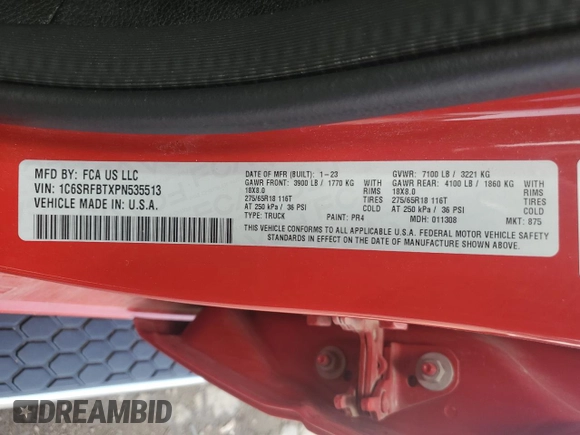 MFD BY: FCA US LLC
VIN: 1C6SRFBTXPN535513
VEHICLE MADE IN: U.S.A.
DATE OF MFR (BUILT): 1-23 GVWR: 7100 LB / 3221 KG
GAWR FRONT: 3900 LB / 1770 KG WITH GAWR REAR: 4100 LB / 1860 KG WITH
18X8.0 RIMS 18X8.0 RIMS
275/65R18 116T TIRES 275/65R18 116T TIRES
AT 250 kPa / 36 PSI AT 250 kPa / 36 PSI
TYPE: TRUCK PAINT: PR4 MDH: 011308 MKT: 875
THIS VEHICLE CONFORMS TO ALL APPLICABLE U.S.A. FEDERAL MOTOR VEHICLE SAFETY
STANDARDS IN EFFECT ON THE DATE OF MANUFACTURE SHOWN ABOVE.
DREAMBID